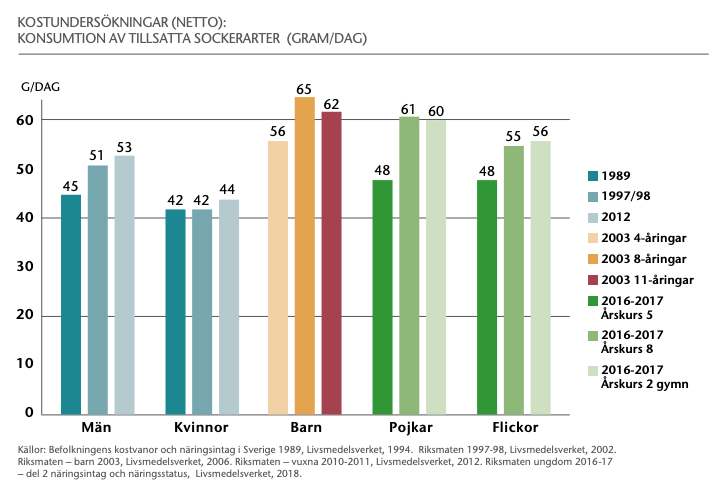 KOSTUNDERSÖKNINGAR (NETTO):
KONSUMTION AV TILLSATTA SOCKERARTER (GRAM/DAG)
G/DAG
60
50
40
30
20
10
0
45
51
53
42
42
44
56
65
62
48
61
60
48
55
56
Män
Kvinnor
Barn
Pojkar
Flickor
1989
1997/98
2012
2003 4-åringar
2003 8-åringar
2003 11-åringar
2016-2017
Årskurs 5
2016-2017
Årskurs 8
2016-2017
Årskurs 2 gymn
Källor: Befolkningens kostvanor och näringsintag i Sverige 1989, Livsmedelsverket, 1994. Riksmaten 1997-98, Livsmedelsverket, 2002.
Riksmaten – barn 2003, Livsmedelsverket, 2006. Riksmaten – vuxna 2010-2011, Livsmedelsverket, 2012. Riksmaten ungdom 2016-17
– del 2 näringsintag och näringsstatus, Livsmedelsverket, 2018.